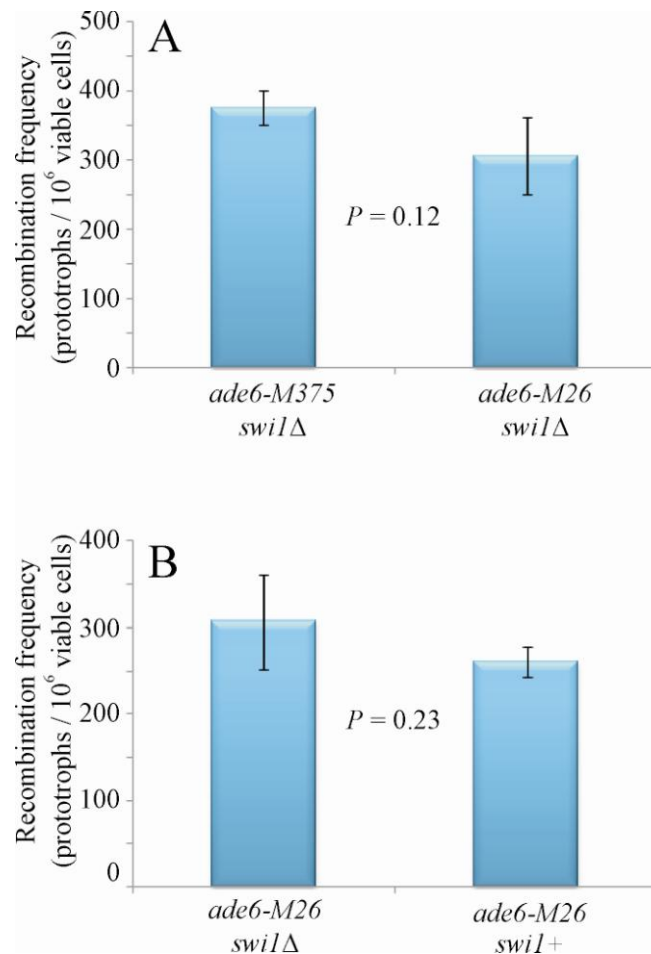 A
Recombination frequency
(prototrophs / 10⁶ viable cells)
500
400
300
200
100
0
P = 0.12
ade6-M375
swi1Δ
ade6-M26
swi1Δ
B
Recombination frequency
(prototrophs / 10⁶ viable cells)
400
300
200
100
0
P = 0.23
ade6-M26
swi1Δ
ade6-M26
swi1+